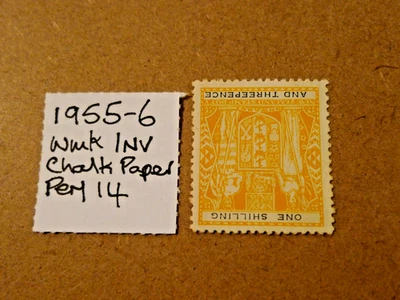 1955-6
Wmk INV
Chalk Paper
Perf 14
AND THREEPENCE
ONE SHILLING